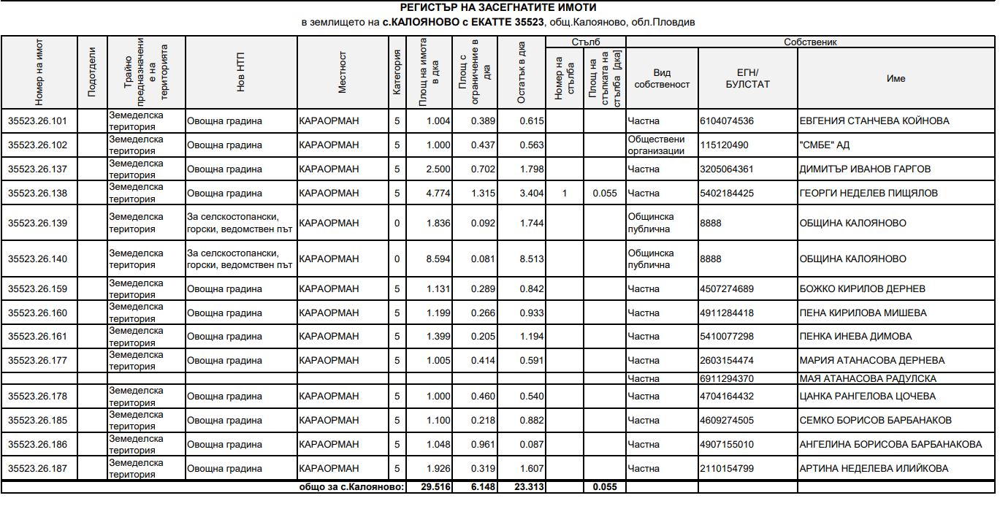 РЕГИСТЪР НА ЗАСЕГНАТИТЕ ИМОТИ
в землището на с.КАЛОЯНОВО с ЕКАТТЕ 35523, общ.Калояново, обл.Пловдив
Номер на имот Подотдели Трайно предназначени е на територията Нов НТП Местност Категория Площ на имота в дка Площ с ограничение в дка Остатък в дка Стълб Собственик
Номер на стълба Площ на стъпката на стълба [дка] Вид собственост ЕГН/ БУЛСТАТ Име
35523.26.101 Земеделска територия Овощна градина КАРАОРМАН 5 1.004 0.389 0.615 Частна 6104074536 ЕВГЕНИЯ СТАНЧЕВА КОЙНОВА
35523.26.102 Земеделска територия Овощна градина КАРАОРМАН 5 1.000 0.437 0.563 Обществени организации 115120490 "СМБЕ" АД
35523.26.137 Земеделска територия Овощна градина КАРАОРМАН 5 2.500 0.702 1.798 Частна 3205064361 ДИМИТЪР ИВАНОВ ГАРГОВ
35523.26.138 Земеделска територия Овощна градина КАРАОРМАН 5 4.774 1.315 3.404 1 0.055 Частна 5402184425 ГЕОРГИ НЕДЕЛЕВ ПИЩЯЛОВ
35523.26.139 Земеделска територия За селскостопански, горски, ведомствен път КАРАОРМАН 0 1.836 0.092 1.744 Общинска публична 8888 ОБЩИНА КАЛОЯНОВО
35523.26.140 Земеделска територия За селскостопански, горски, ведомствен път КАРАОРМАН 0 8.594 0.081 8.513 Общинска публична 8888 ОБЩИНА КАЛОЯНОВО
35523.26.159 Земеделска територия Овощна градина КАРАОРМАН 5 1.131 0.289 0.842 Частна 4507274689 БОЖКО КИРИЛОВ ДЕРНЕВ
35523.26.160 Земеделска територия Овощна градина КАРАОРМАН 5 1.199 0.266 0.933 Частна 4911284418 ПЕНА КИРИЛОВА МИШЕВА
35523.26.161 Земеделска територия Овощна градина КАРАОРМАН 5 1.399 0.205 1.194 Частна 5410077298 ПЕНКА ИНЕВА ДИМОВА
35523.26.177 Земеделска територия Овощна градина КАРАОРМАН 5 1.005 0.414 0.591 Частна 2603154474 МАРИЯ АТАНАСОВА ДЕРНЕВА
Частна 6911294370 МАЯ АТАНАСОВА РАДУЛСКА
35523.26.178 Земеделска територия Овощна градина КАРАОРМАН 5 1.000 0.460 0.540 Частна 4704164432 ЦАНКА РАНГЕЛОВА ЦОЧЕВА
35523.26.185 Земеделска територия Овощна градина КАРАОРМАН 5 1.100 0.218 0.882 Частна 4609274505 СЕМКО БОРИСОВ БАРБАНАКОВ
35523.26.186 Земеделска територия Овощна градина КАРАОРМАН 5 1.048 0.961 0.087 Частна 4907155010 АНГЕЛИНА БОРИСОВА БАРБАНАКОВА
35523.26.187 Земеделска територия Овощна градина КАРАОРМАН 5 1.926 0.319 1.607 Частна 2110154799 АРТИНА НЕДЕЛЕВА ИЛИЙКОВА
общо за с.Калояново: 29.516 6.148 23.313 0.055